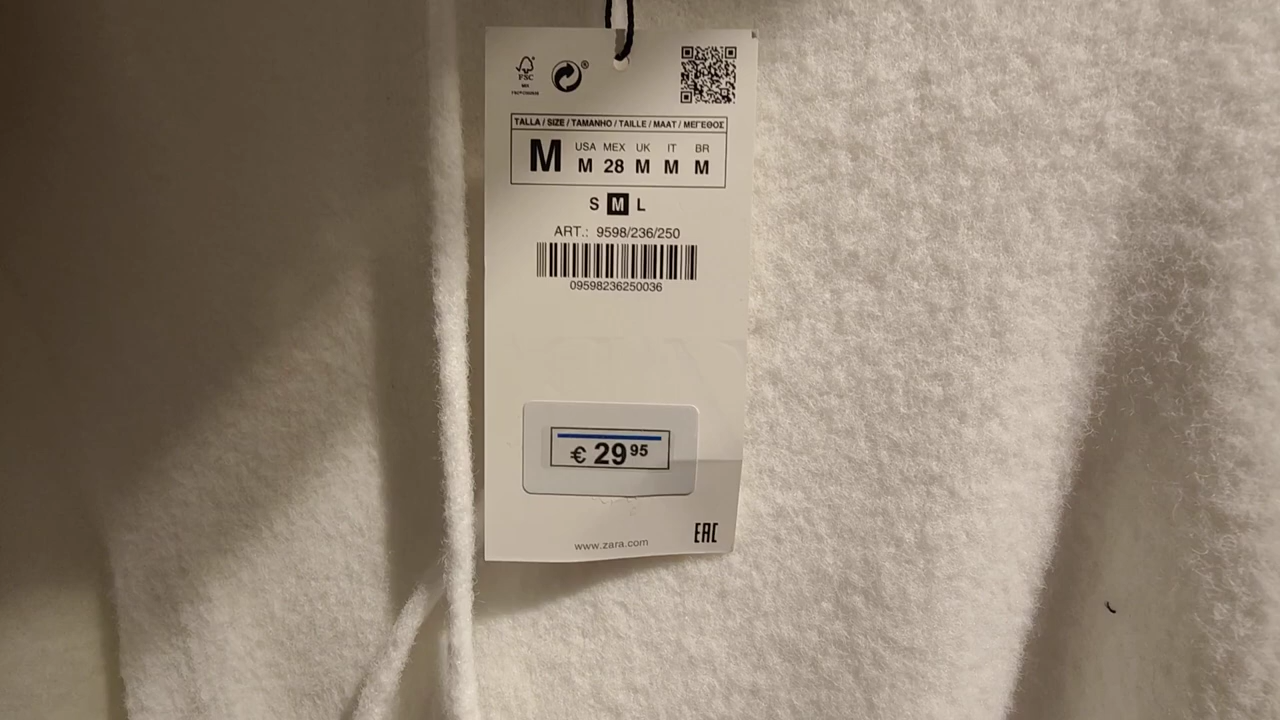 FSC
®
TALLA / SIZE / TAMANHO / TAILLE / MAAT / ΜΕΓΕΘΟΣ
M
USA MEX UK IT BR
M 28 M M M
S M L
ART.: 9598/236/250
09598236250036
€ 29 95
www.zara.com
EAC